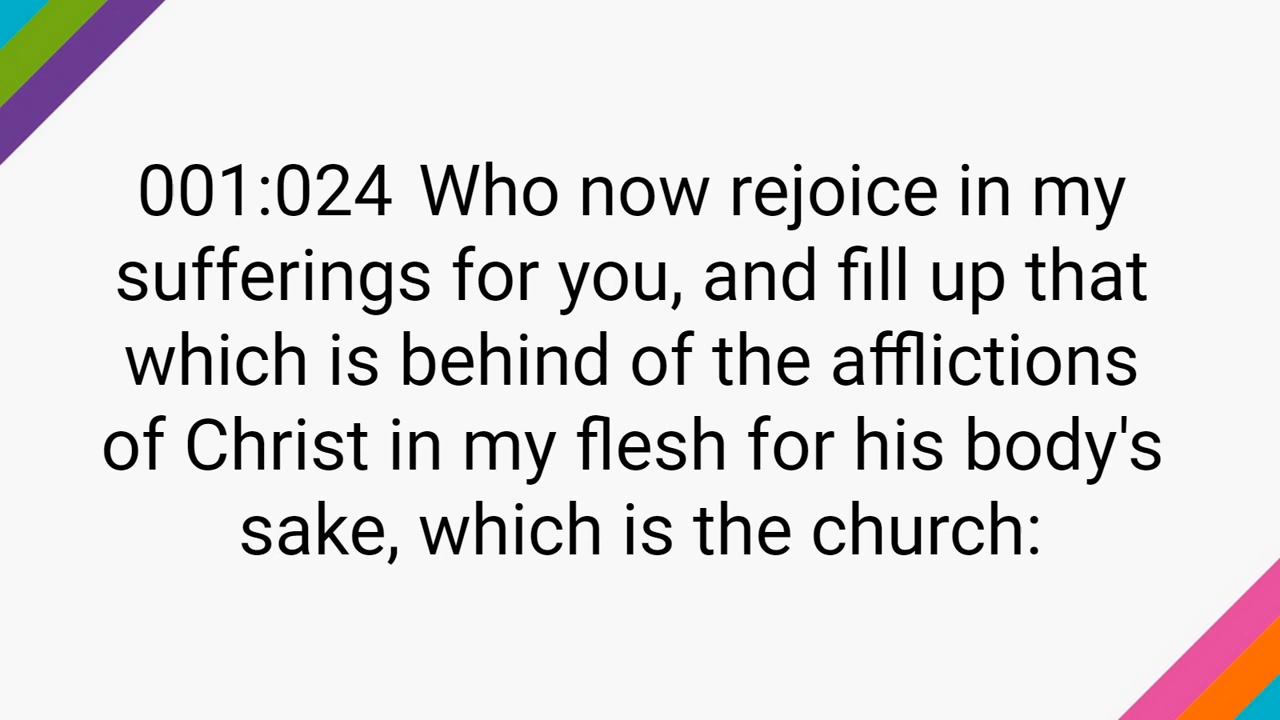 001:024 Who now rejoice in my
sufferings for you, and fill up that
which is behind of the afflictions
of Christ in my flesh for his body's
sake, which is the church: